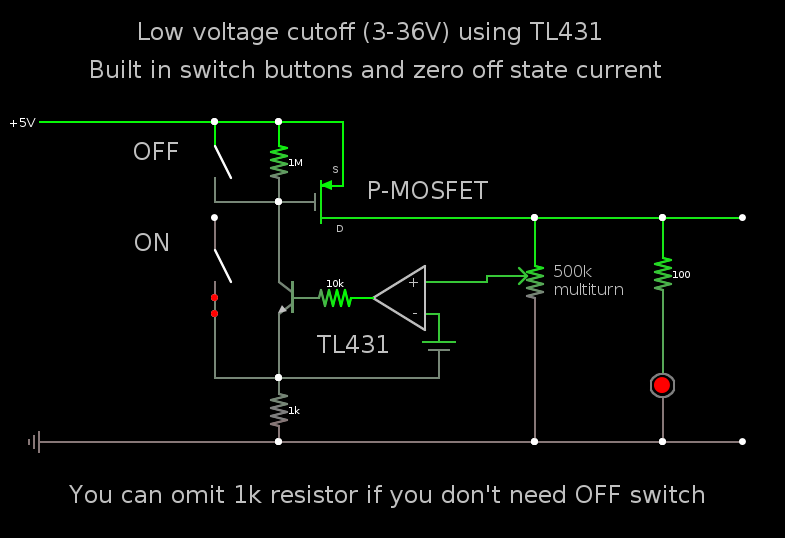 Low voltage cutoff (3-36V) using TL431
Built in switch buttons and zero off state current
+5V
OFF
1M
S
P-MOSFET
D
ON
10k
+
-
500k
multiturn
100
TL431
1k
You can omit 1k resistor if you don't need OFF switch